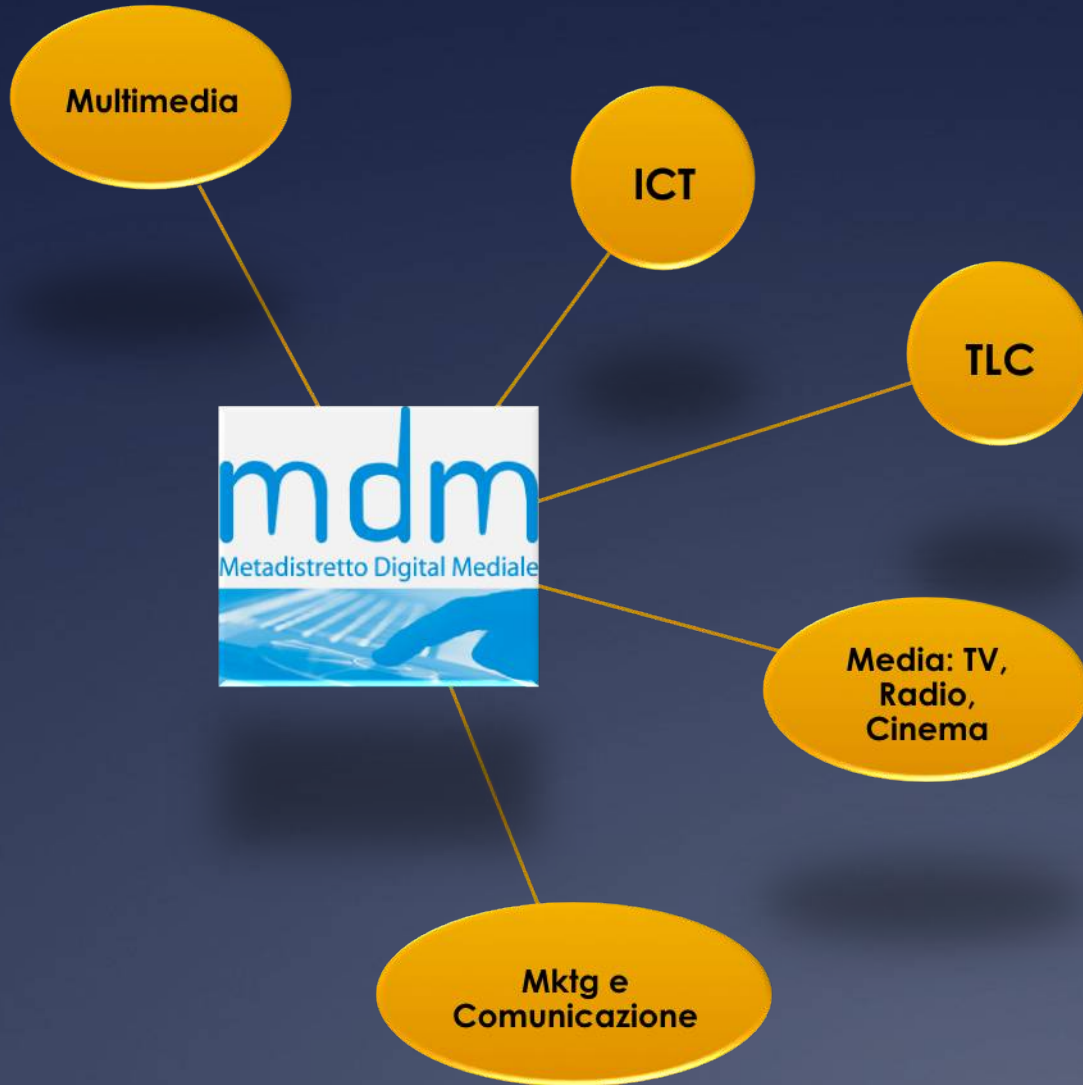 Multimedia
ICT
TLC
mdm
Metadistretto Digital Mediale
Media: TV,
Radio,
Cinema
Mktg e
Comunicazione